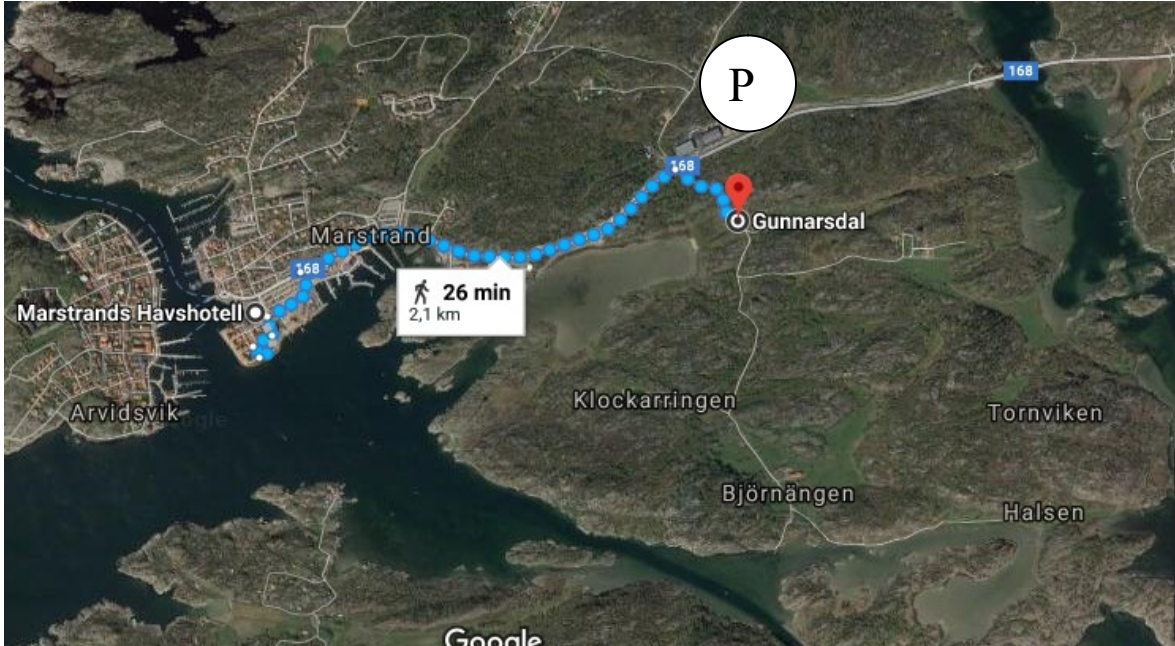 168
P
168
Gunnarsdal
Marstrand
168
26 min
2,1 km
Marstrands Havshotell
Klockarringen
Arvidsvik
Tornviken
Björnängen
Halsen
Google